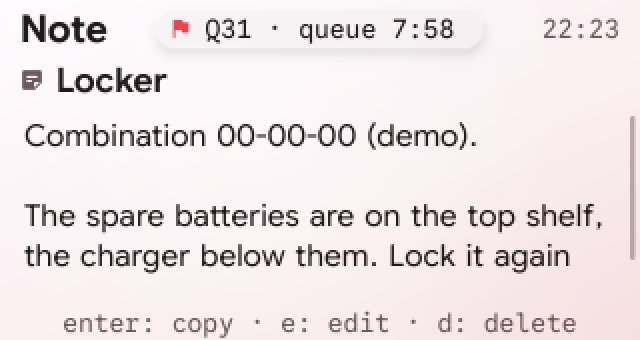 Note
Q31 · queue 7:58
22:23
Locker
Combination 00-00-00 (demo).
The spare batteries are on the top shelf,
the charger below them. Lock it again
enter: copy · e: edit · d: delete